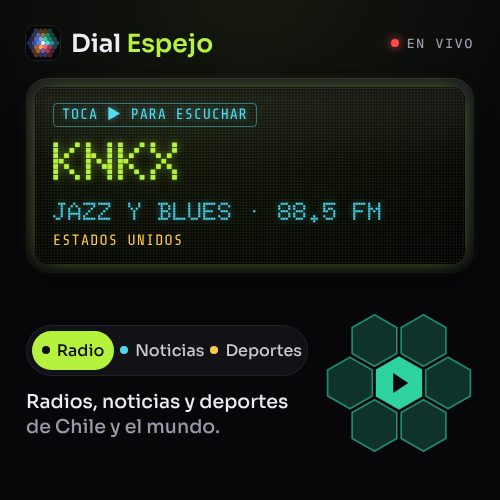 Dial Espejo
EN VIVO
TOCA ▶ PARA ESCUCHAR
KNKX
JAZZ Y BLUES · 88.5 FM
ESTADOS UNIDOS
Radio Noticias Deportes
Radios, noticias y deportes
de Chile y el mundo.